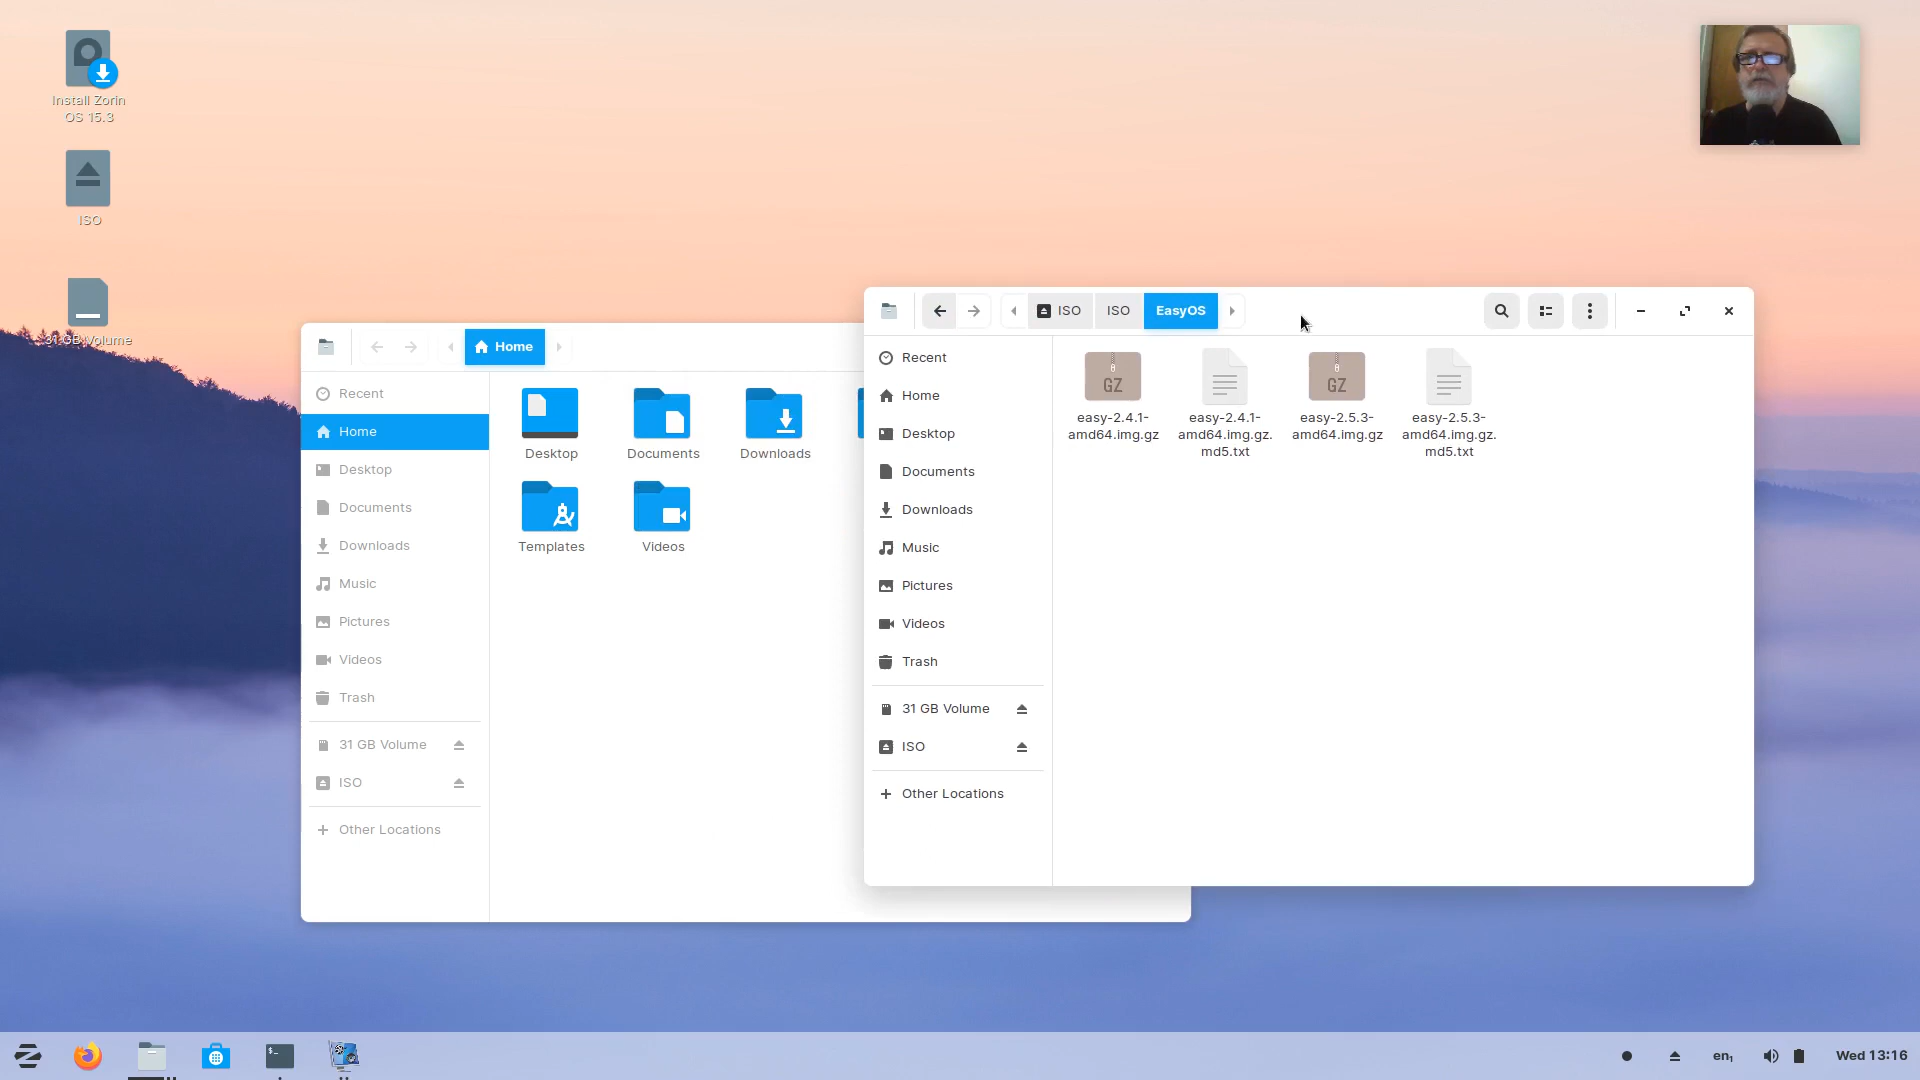 Install Zorin
OS 15.3
ISO
31 GB Volume
Home
Recent
Home
Desktop
Documents
Downloads
Music
Pictures
Videos
Trash
31 GB Volume
ISO
Other Locations
Desktop
Documents
Downloads
Templates
Videos
ISO
ISO
EasyOS
Recent
Home
Desktop
Documents
Downloads
Music
Pictures
Videos
Trash
31 GB Volume
ISO
Other Locations
GZ
easy-2.4.1-
amd64.img.gz
easy-2.4.1-
amd64.img.gz.
md5.txt
GZ
easy-2.5.3-
amd64.img.gz
easy-2.5.3-
amd64.img.gz.
md5.txt
en₁
Wed 13:16